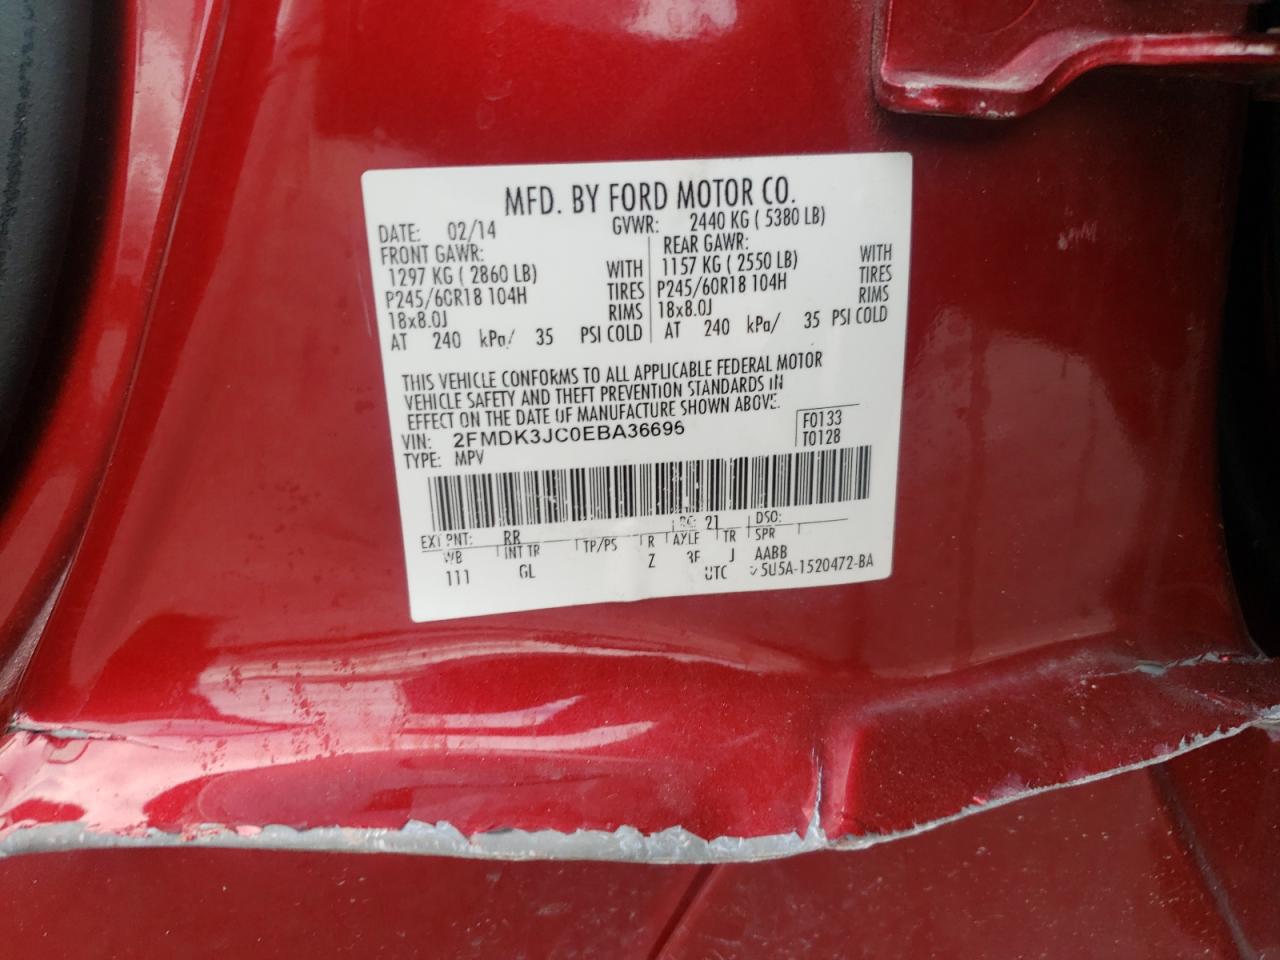 MFD. BY FORD MOTOR CO.
DATE: 02/14 GVWR: 2440 KG ( 5380 LB)
FRONT GAWR: REAR GAWR:
1297 KG ( 2860 LB) WITH 1157 KG ( 2550 LB) WITH
P245/60R18 104H TIRES P245/60R18 104H TIRES
18x8.0J RIMS 18x8.0J RIMS
AT 240 kPa/ 35 PSI COLD AT 240 kPa/ 35 PSI COLD
THIS VEHICLE CONFORMS TO ALL APPLICABLE FEDERAL MOTOR
VEHICLE SAFETY AND THEFT PREVENTION STANDARDS IN
EFFECT ON THE DATE OF MANUFACTURE SHOWN ABOVE.
VIN: 2FMDK3JC0EBA36696 F0133
TYPE: MPV T0128
EXT PNT: RR RC: 21 DSO:
WB INT TR TP/PS R AXLE TR SPR
111 GL Z 3F J AABB
UTC 5U5A-1520472-BA